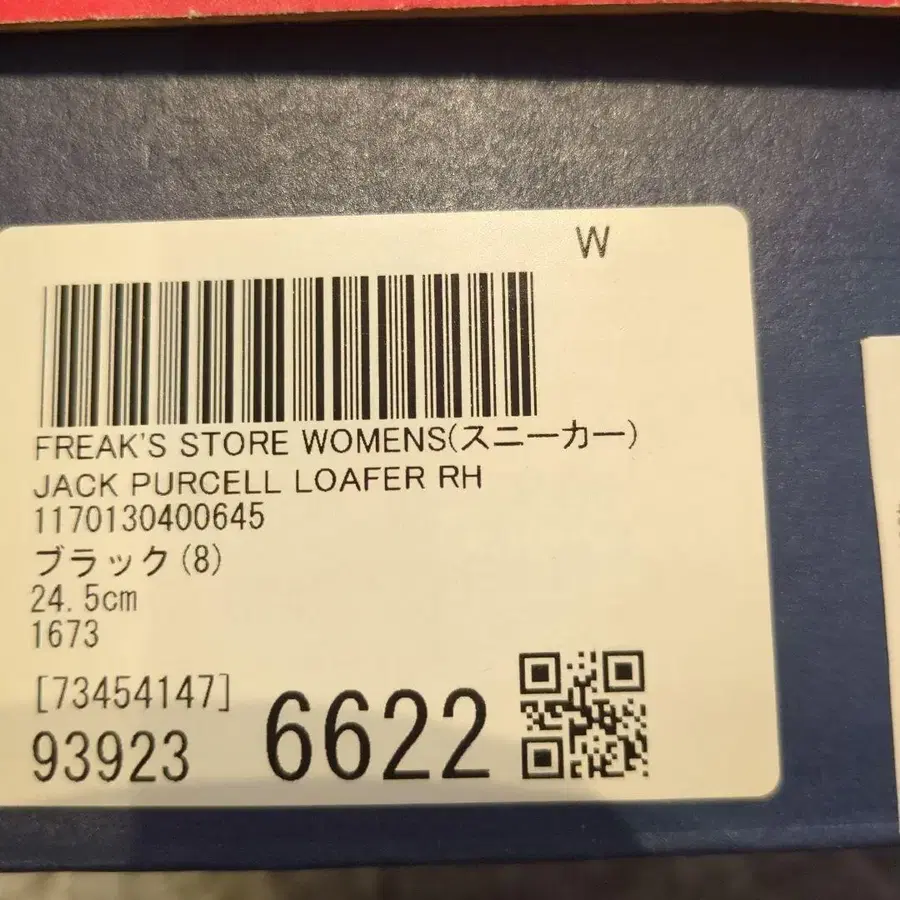 W
FREAK'S STORE WOMENS(スニーカー)
JACK PURCELL LOAFER RH
1170130400645
ブラック(8)
24.5cm
1673
[73454147]
93923 6622